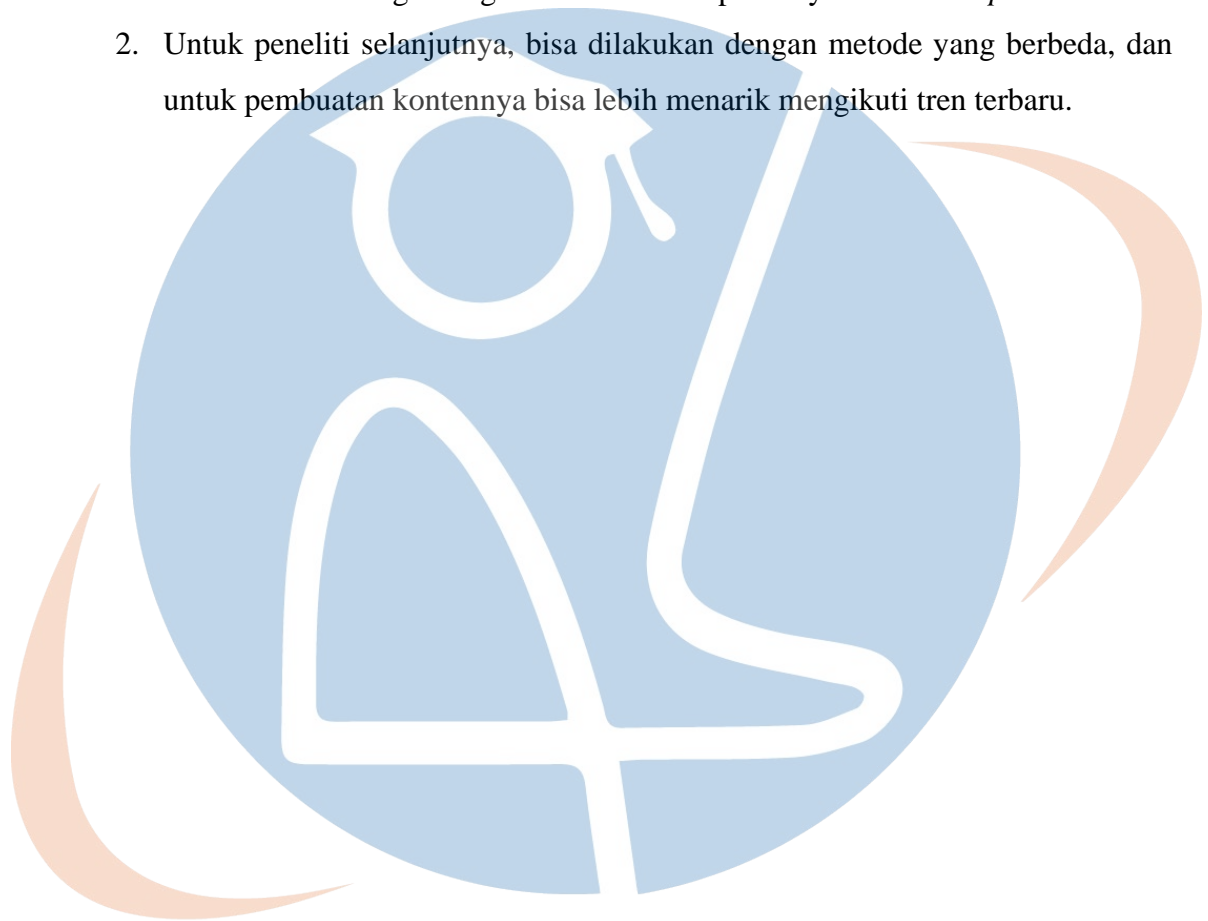 2. Untuk peneliti selanjutnya, bisa dilakukan dengan metode yang berbeda, dan
untuk pembuatan kontennya bisa lebih menarik mengikuti tren terbaru.